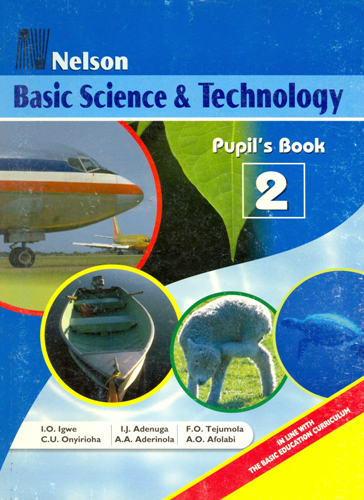 Nelson
Basic Science & Technology
Pupil's Book
2
I.O. Igwe
C.U. Onyirioha
I.J. Adenuga
A.A. Aderinola
F.O. Tejumola
A.O. Afolabi
IN LINE WITH
THE BASIC EDUCATION CURRICULUM